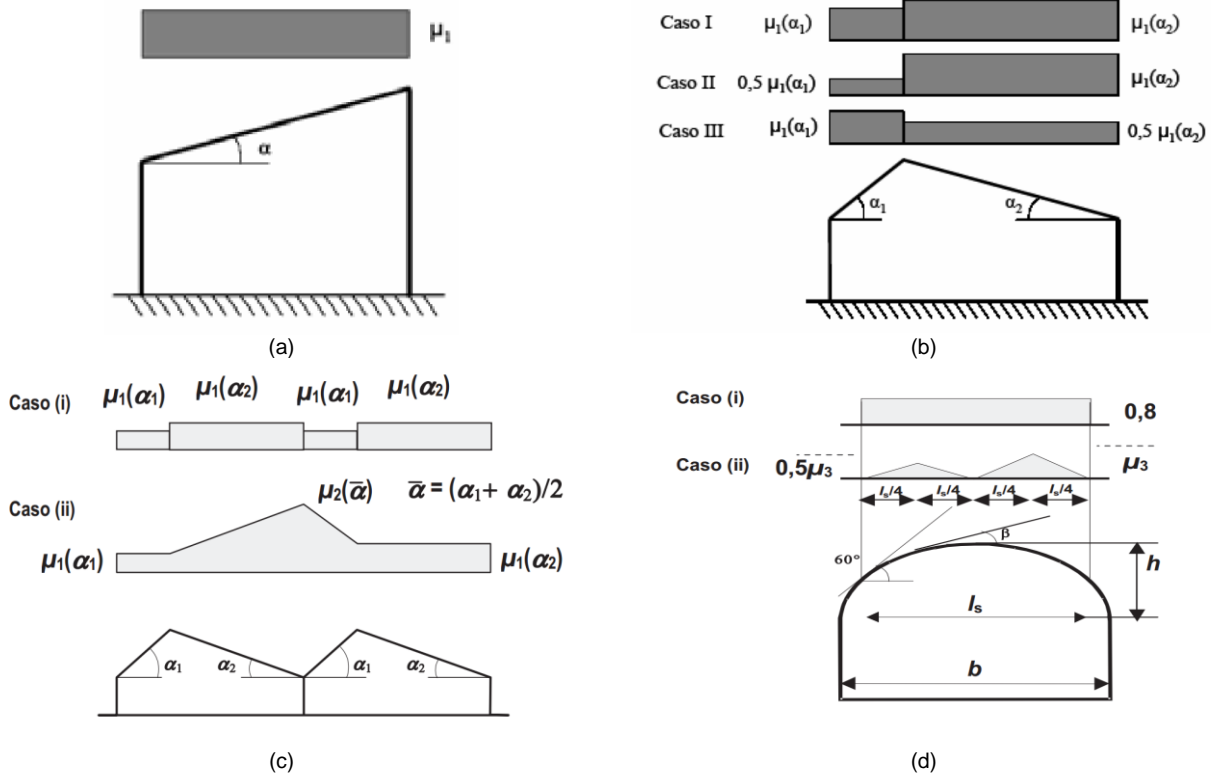 μ₁
α
(a)
Caso I μ₁(α₁) μ₁(α₂)
Caso II 0,5 μ₁(α₁) μ₁(α₂)
Caso III μ₁(α₁) 0,5 μ₁(α₂)
α₁ α₂
(b)
Caso (i) μ₁(α₁) μ₁(α₂) μ₁(α₁) μ₁(α₂)
Caso (ii) μ₂(ᾱ) ᾱ = (α₁+ α₂)/2
μ₁(α₁) μ₁(α₂)
α₁ α₂ α₁ α₂
(c)
Caso (i) 0,8
Caso (ii) 0,5μ₃ μ₃
lₛ/4 lₛ/4 lₛ/4 lₛ/4
β
60°
h
lₛ
b
(d)